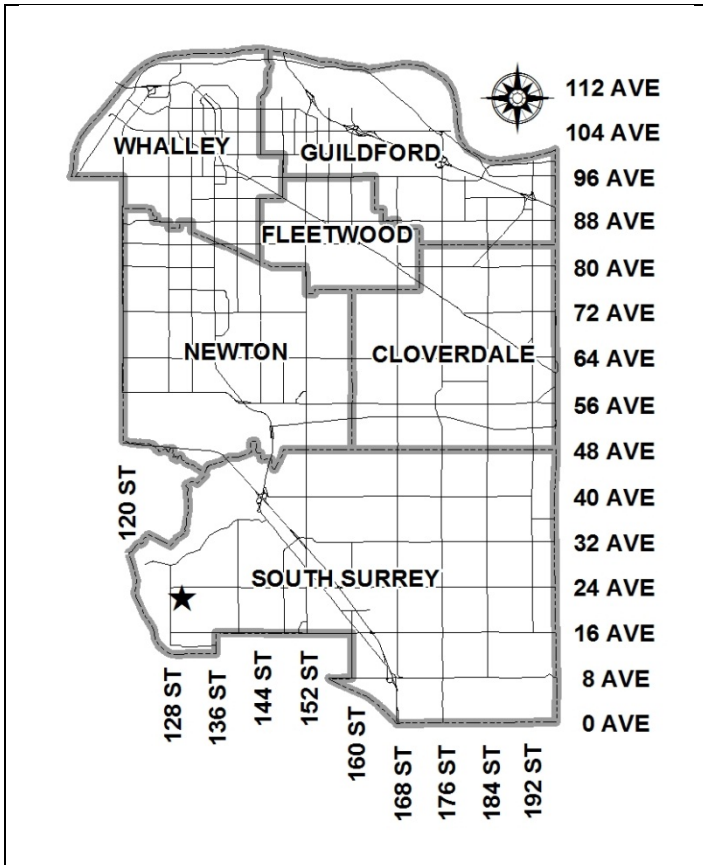 112 AVE
104 AVE
WHALLEY
GUILDFORD
96 AVE
88 AVE
FLEETWOOD
80 AVE
72 AVE
NEWTON
CLOVERDALE
64 AVE
56 AVE
48 AVE
120 ST
40 AVE
32 AVE
SOUTH SURREY
24 AVE
16 AVE
128 ST
136 ST
144 ST
152 ST
160 ST
8 AVE
0 AVE
168 ST
176 ST
184 ST
192 ST